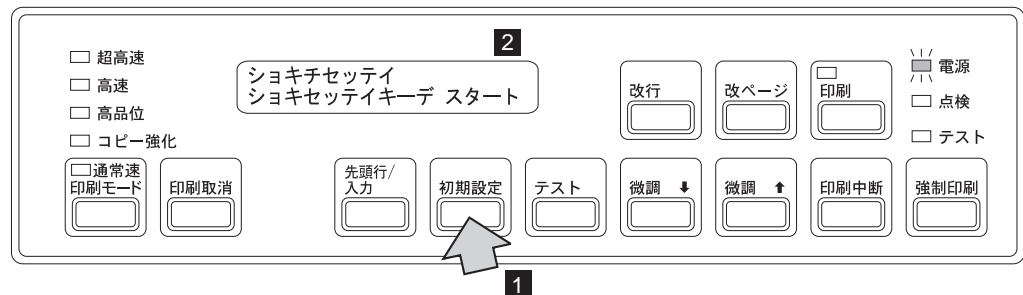 2
超高速
高速
高品位
コピー強化
ショキチセッテイ
ショキセッテイキーデ スタート
改行
改ページ
印刷
電源
点検
テスト
通常速
印刷モード
印刷取消
先頭行/
入力
初期設定
テスト
微調 ⬇
微調 ⬆
印刷中断
強制印刷
1